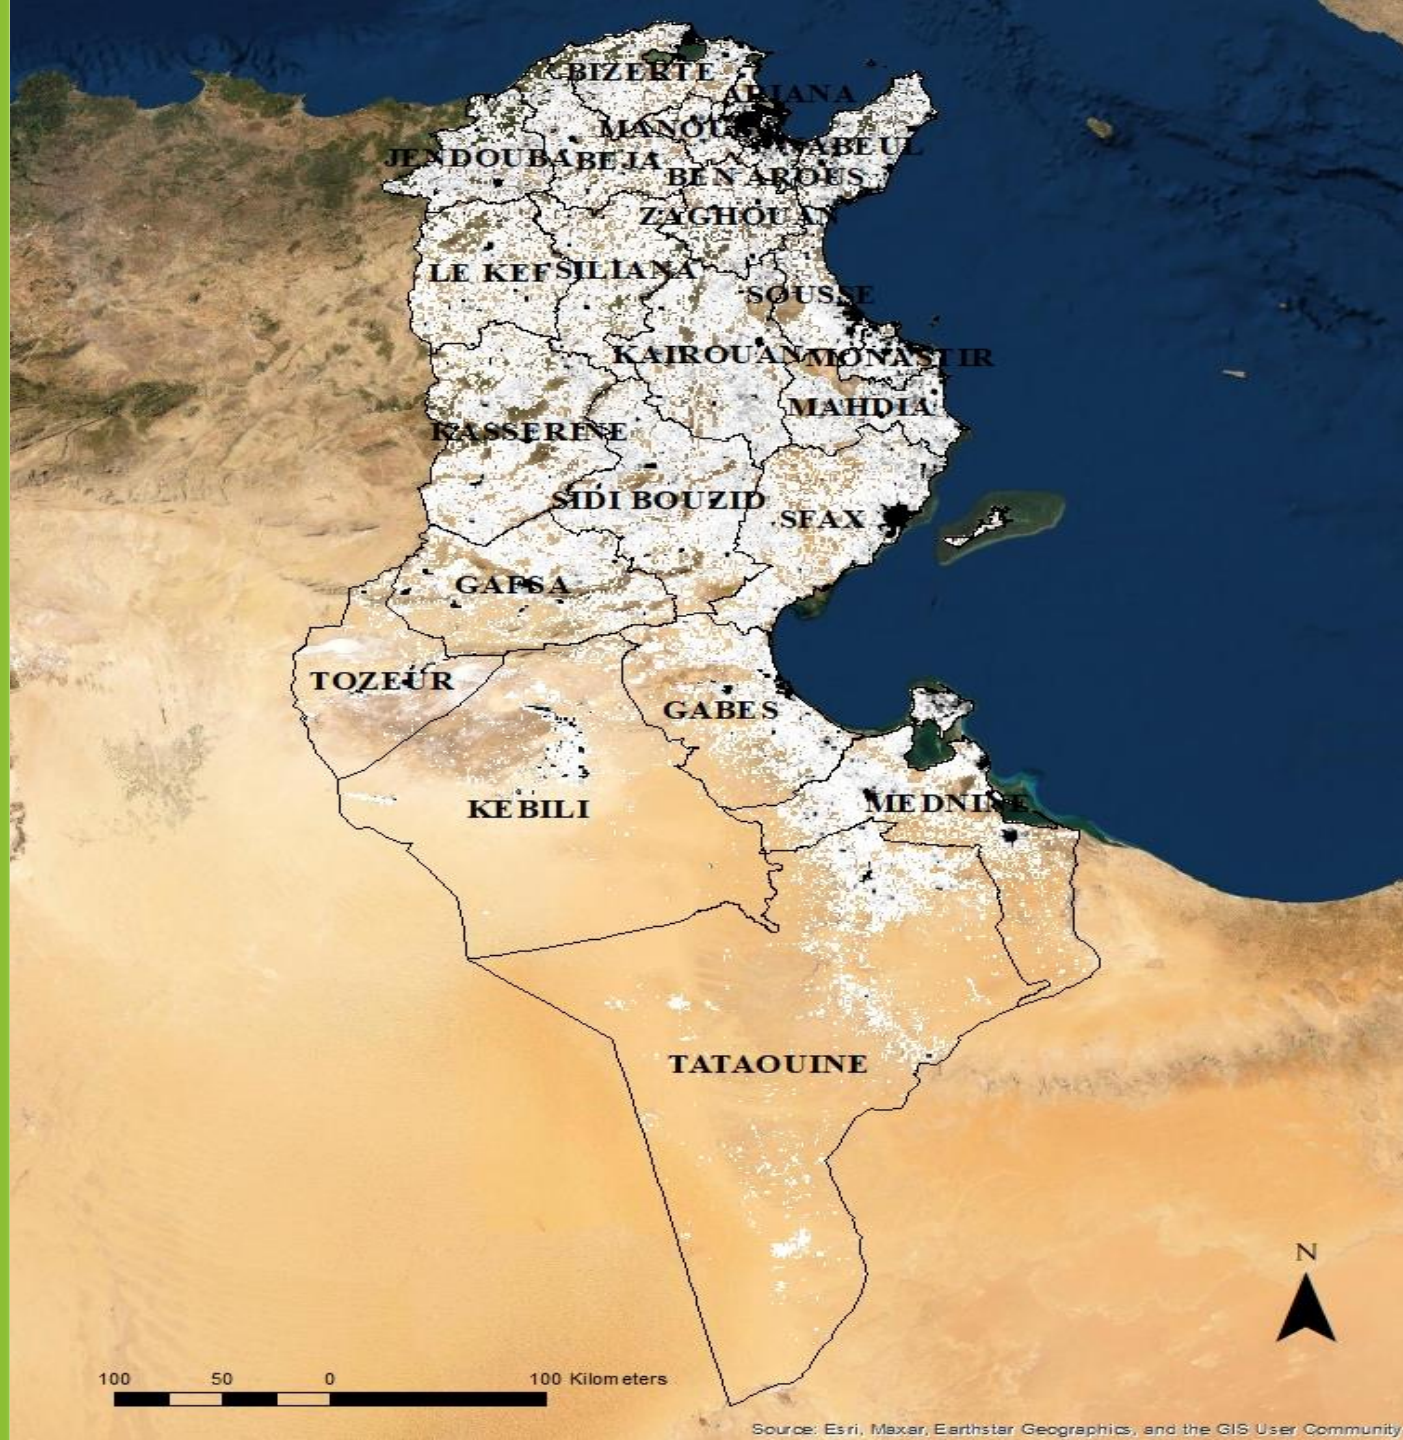 BIZERTE
ARIANA
MANOU
JENDOUBA
BEJA
ABEUL
BEN AROUS
ZAGHOUAN
LE KEF
SILIANA
SOUSSE
KAIROUAN
MONASTIR
MAHDIA
KASSERINE
SIDI BOUZID
SFAX
GAFSA
TOZEUR
GABES
KEBILI
MEDNINE
TATAOUINE
N
100 50 0 100 Kilometers
Source: Esri, Maxar, Earthstar Geographics, and the GIS User Community